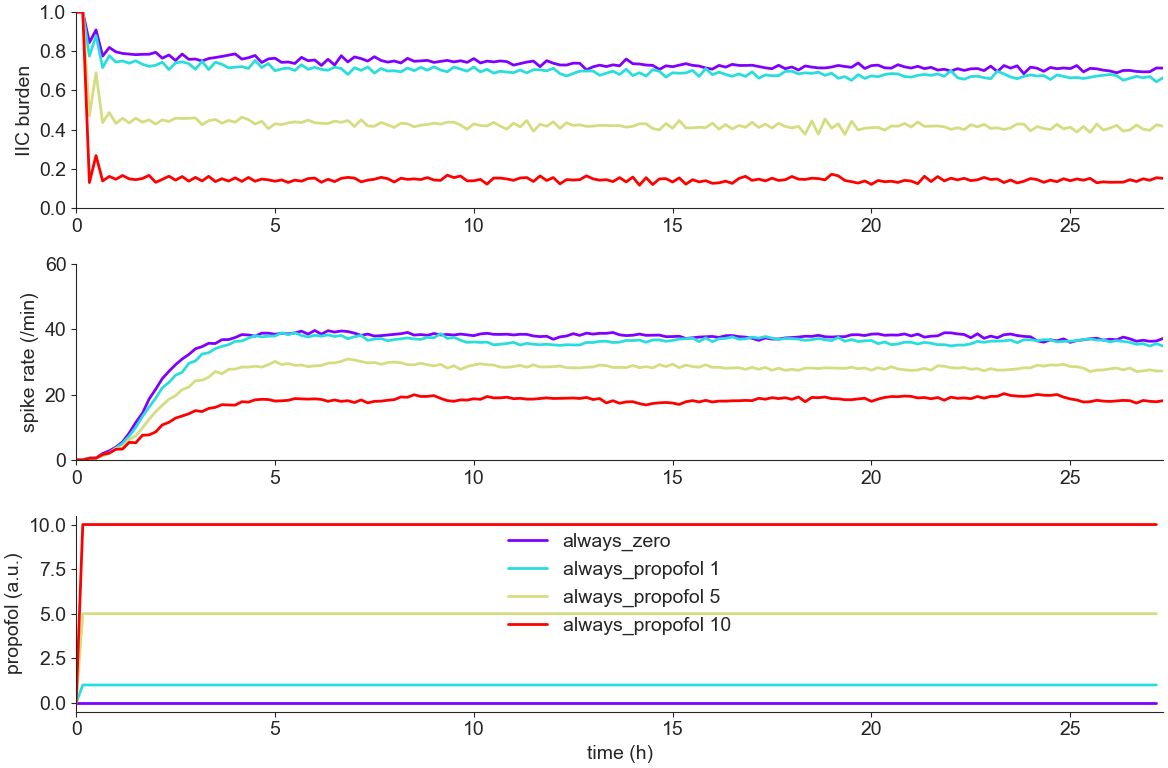 IIC burden
1.0
0.8
0.6
0.4
0.2
0.0
0 5 10 15 20 25
spike rate (/min)
60
40
20
0
0 5 10 15 20 25
propofol (a.u.)
10.0
7.5
5.0
2.5
0.0
always_zero
always_propofol 1
always_propofol 5
always_propofol 10
0 5 10 15 20 25
time (h)